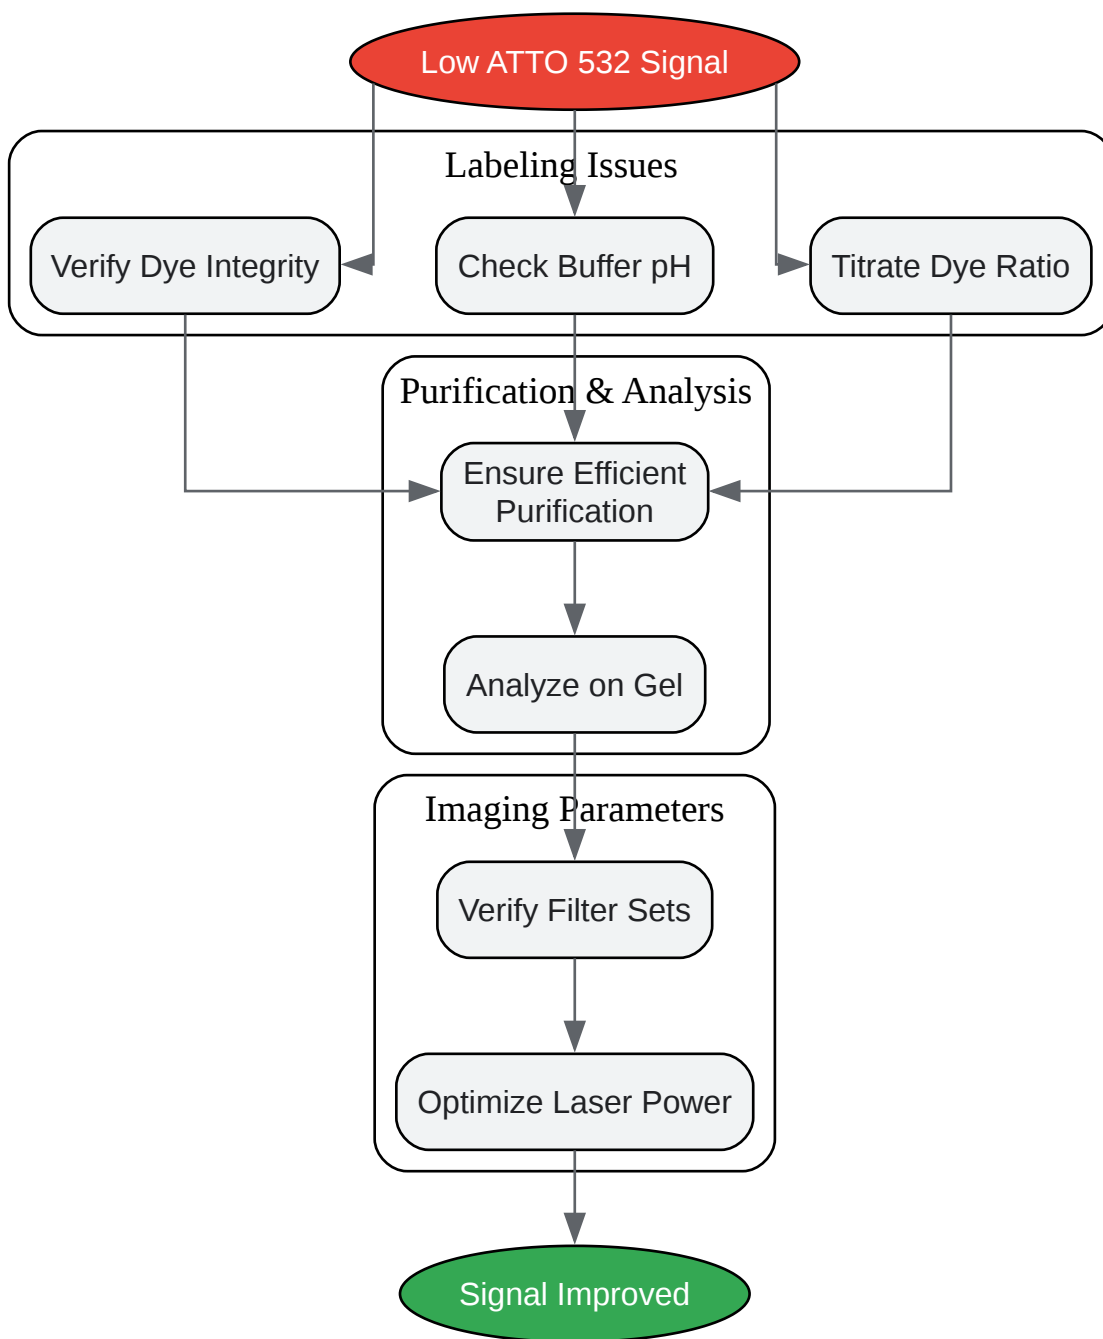 Low ATTO 532 Signal
Labeling Issues
Verify Dye Integrity
Check Buffer pH
Titrate Dye Ratio
Purification & Analysis
Ensure Efficient
Purification
Analyze on Gel
Imaging Parameters
Verify Filter Sets
Optimize Laser Power
Signal Improved